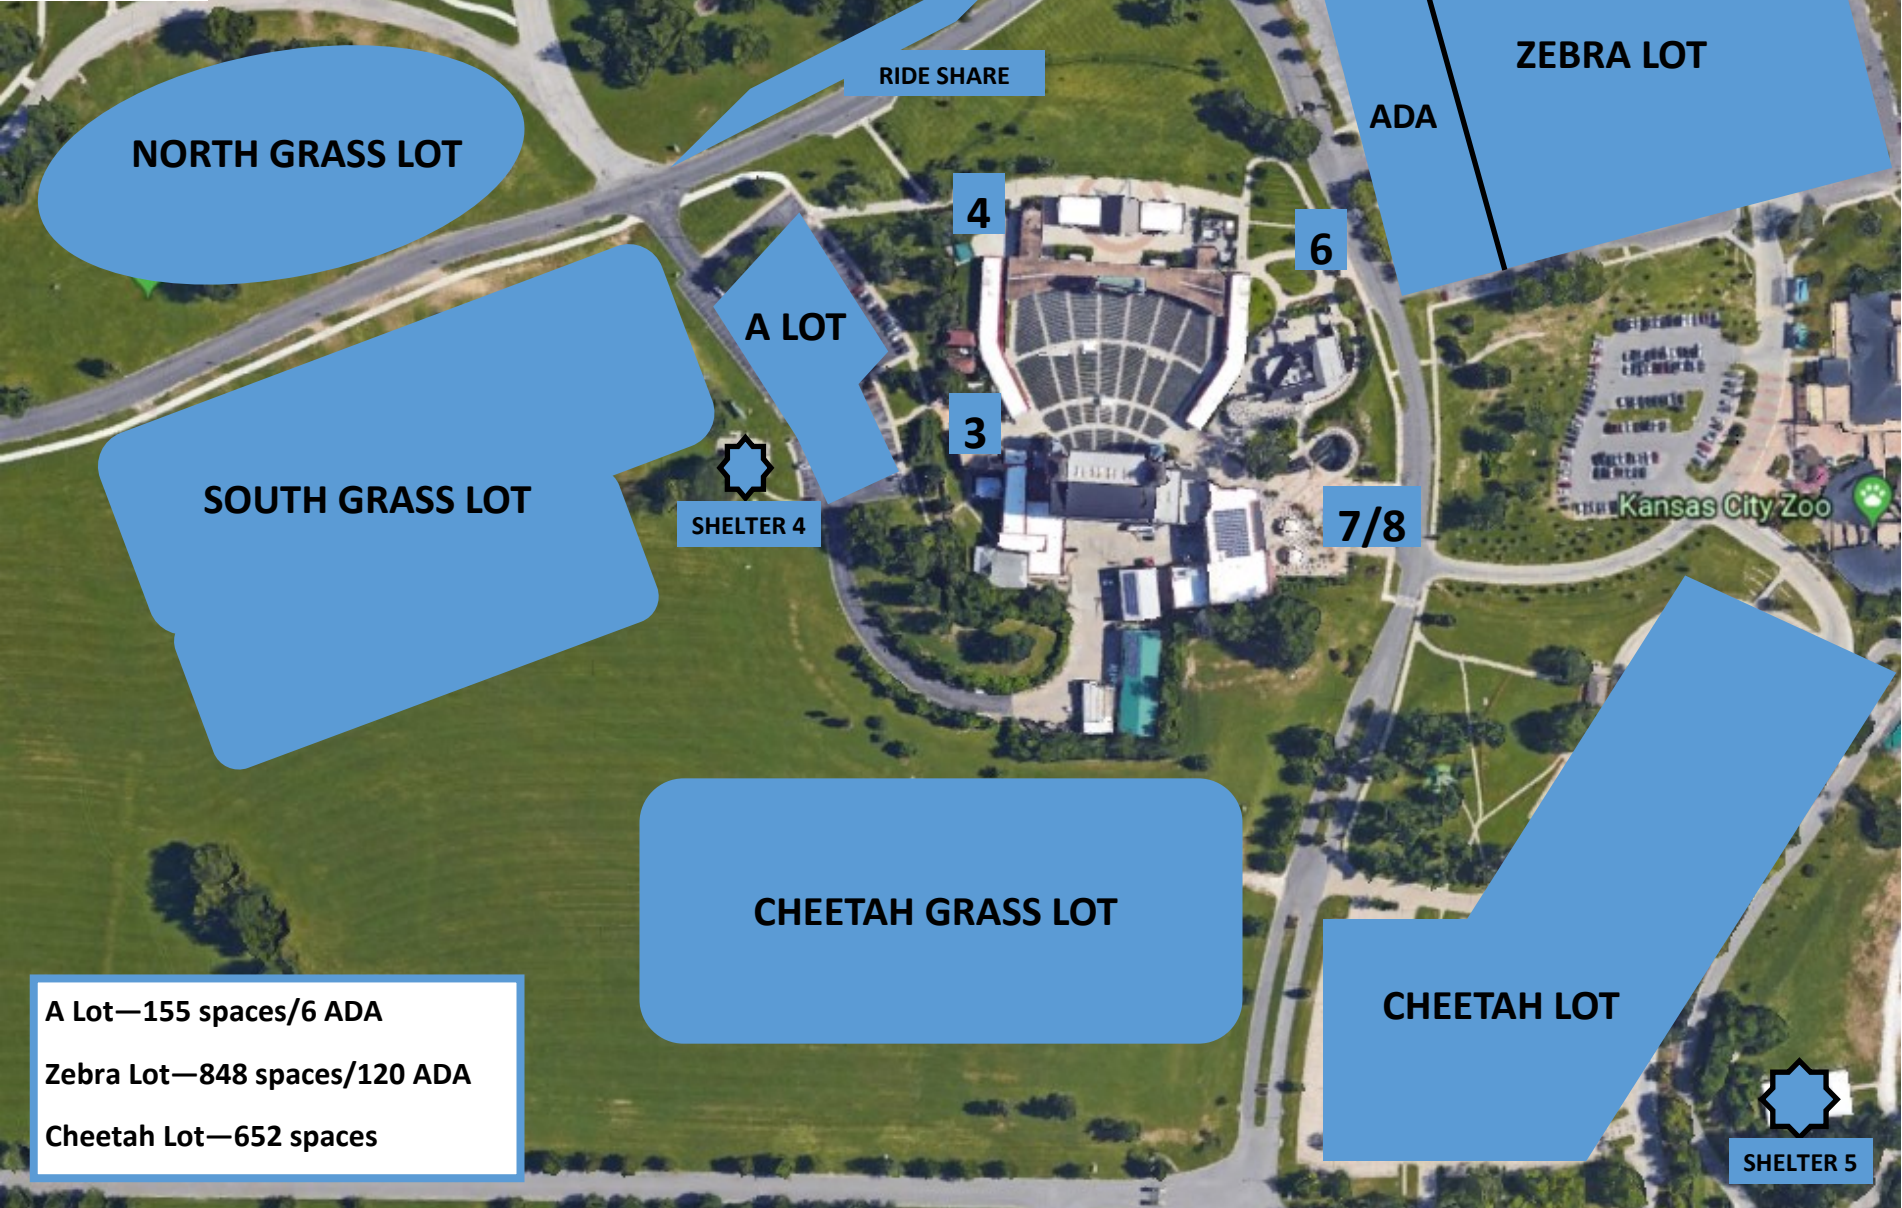 RIDE SHARE
ZEBRA LOT
ADA
NORTH GRASS LOT
4
6
A LOT
3
SOUTH GRASS LOT
SHELTER 4
7/8
Kansas City Zoo
CHEETAH GRASS LOT
CHEETAH LOT
A Lot—155 spaces/6 ADA
Zebra Lot—848 spaces/120 ADA
Cheetah Lot—652 spaces
SHELTER 5